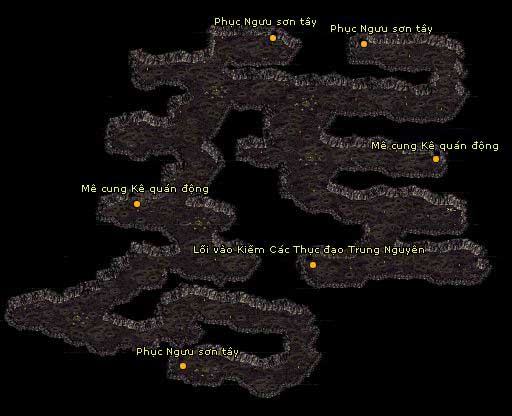 Phục Ngưu sơn tây
Phục Ngưu sơn tây
Mê cung Kê quán động
Mê cung Kê quán động
Lối vào Kiếm Các Thục đạo Trung Nguyên
Phục Ngưu sơn tây